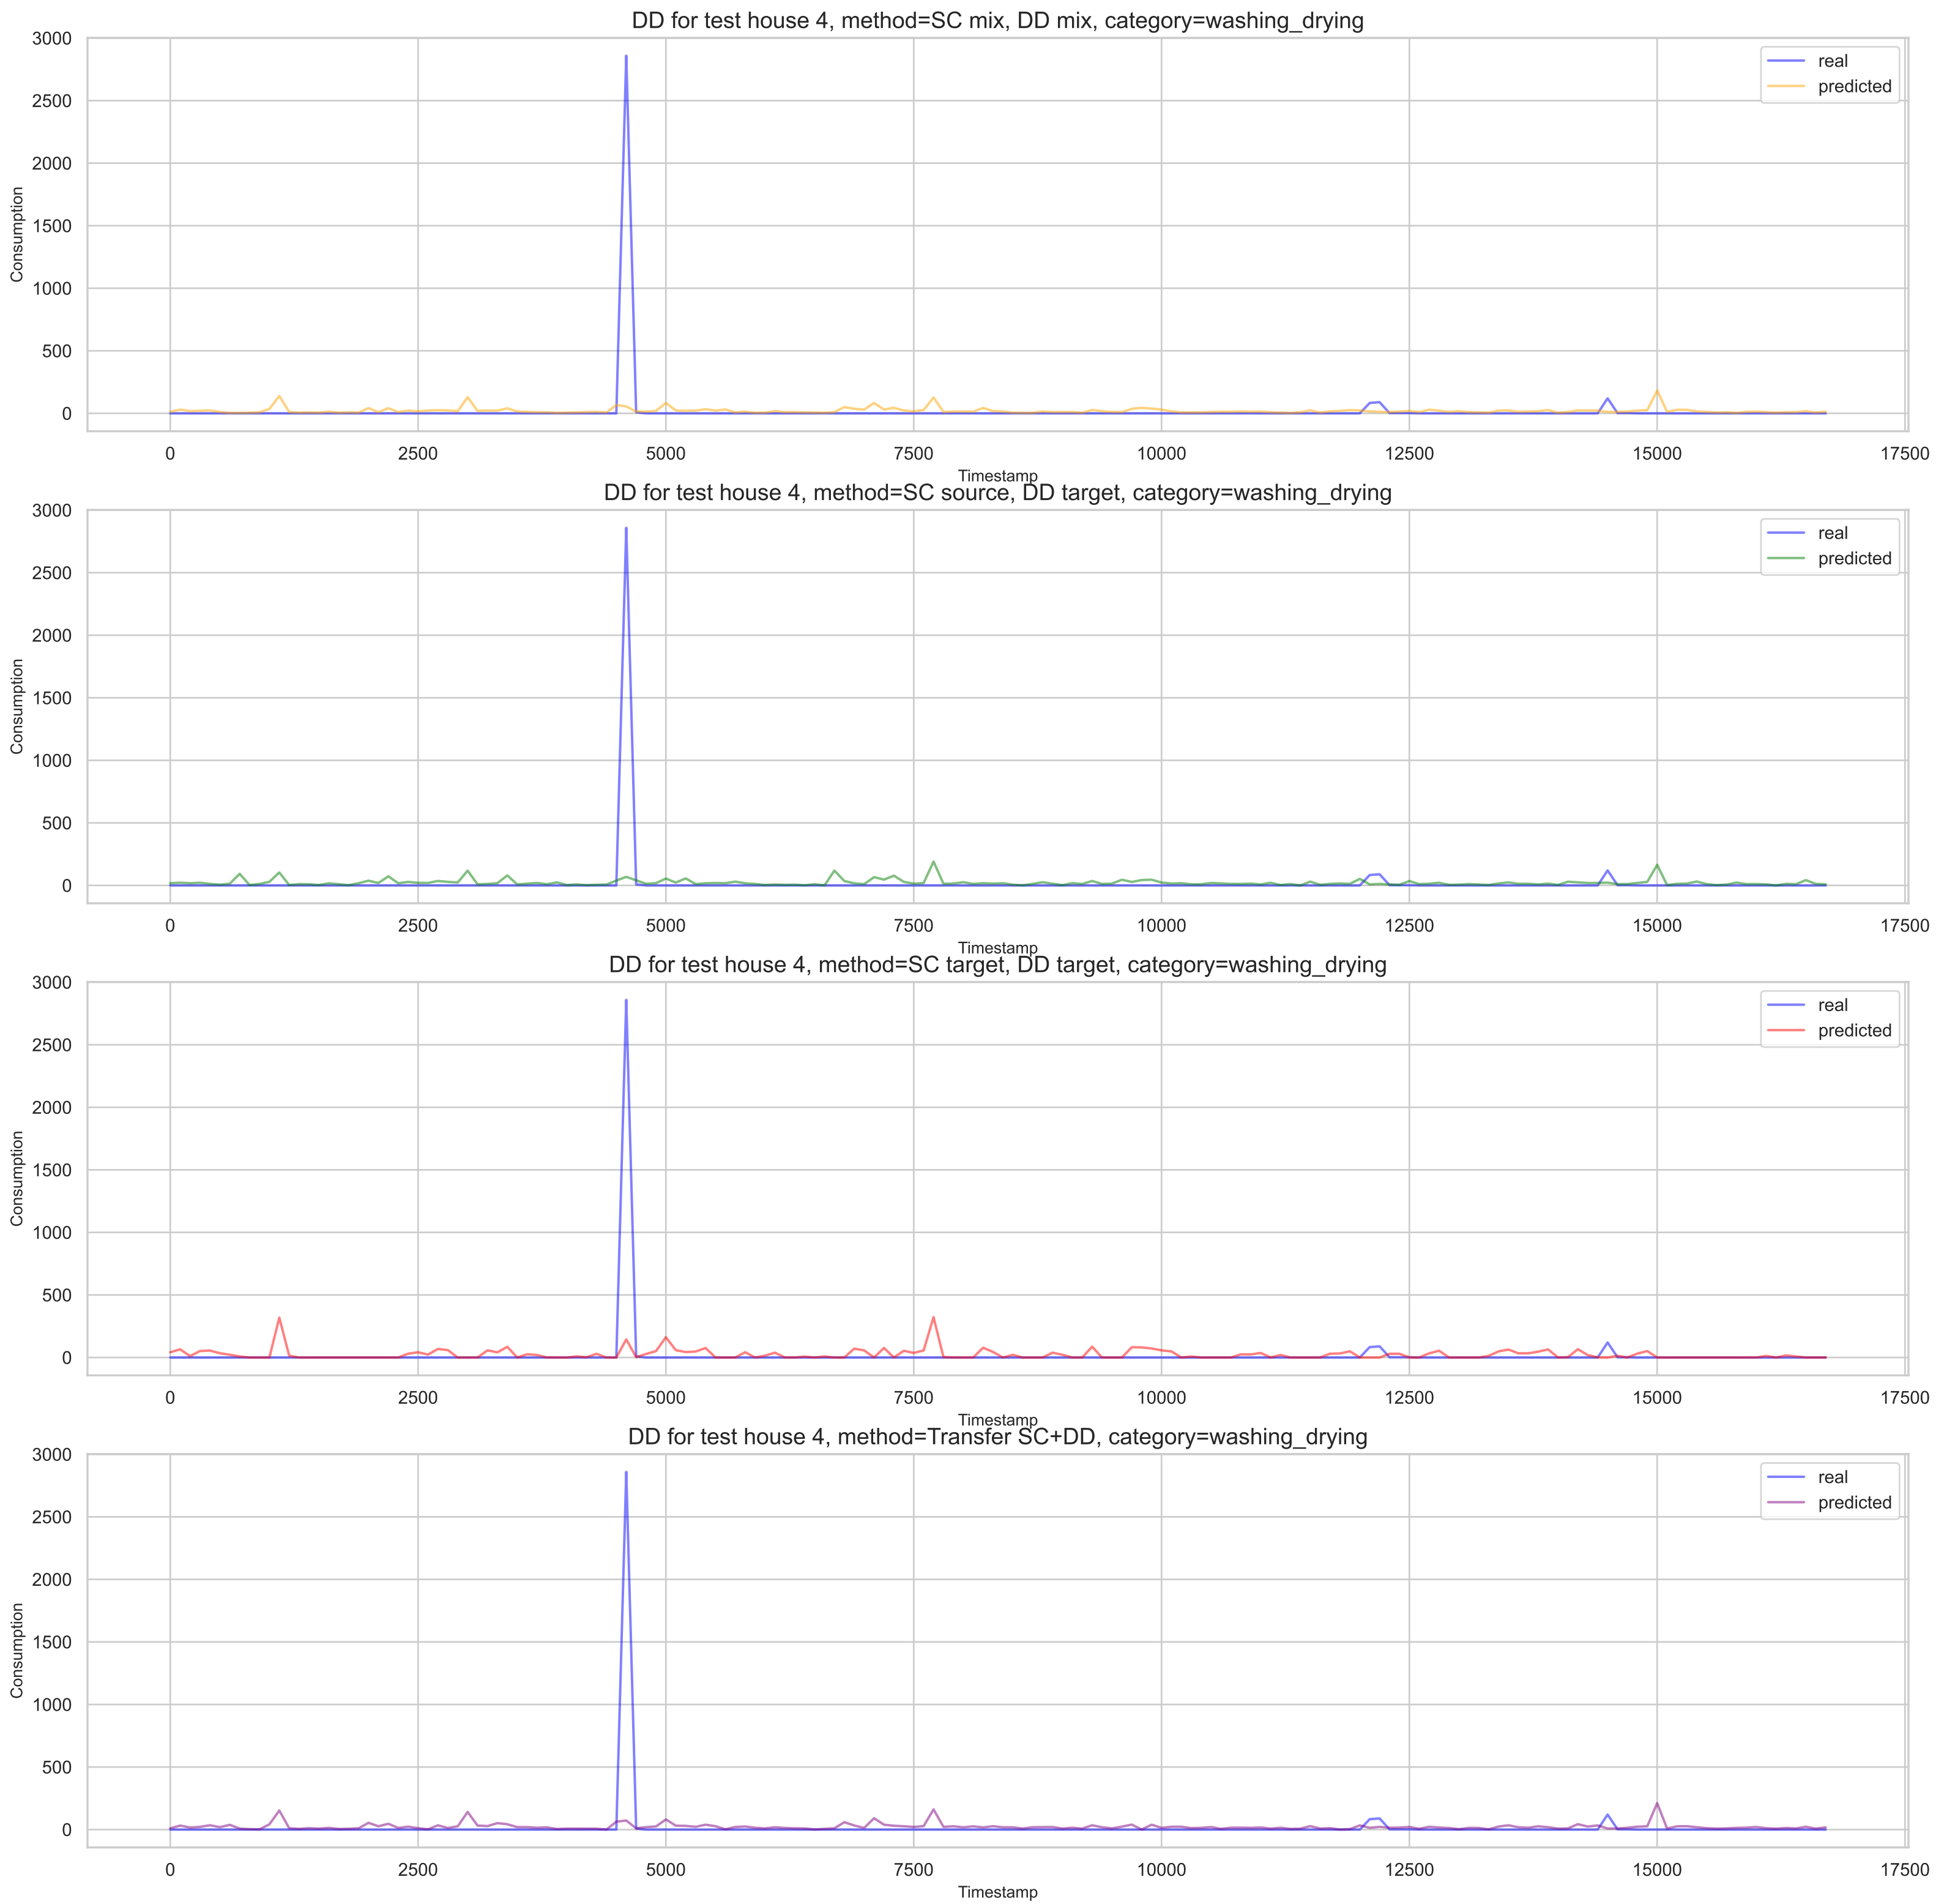 DD for test house 4, method=SC mix, DD mix, category=washing_drying
3000
2500
2000
1500
1000
500
0
Consumption
real
predicted
0 2500 5000 7500 10000 12500 15000 17500
Timestamp
DD for test house 4, method=SC source, DD target, category=washing_drying
3000
2500
2000
1500
1000
500
0
Consumption
real
predicted
0 2500 5000 7500 10000 12500 15000 17500
Timestamp
DD for test house 4, method=SC target, DD target, category=washing_drying
3000
2500
2000
1500
1000
500
0
Consumption
real
predicted
0 2500 5000 7500 10000 12500 15000 17500
Timestamp
DD for test house 4, method=Transfer SC+DD, category=washing_drying
3000
2500
2000
1500
1000
500
0
Consumption
real
predicted
0 2500 5000 7500 10000 12500 15000 17500
Timestamp